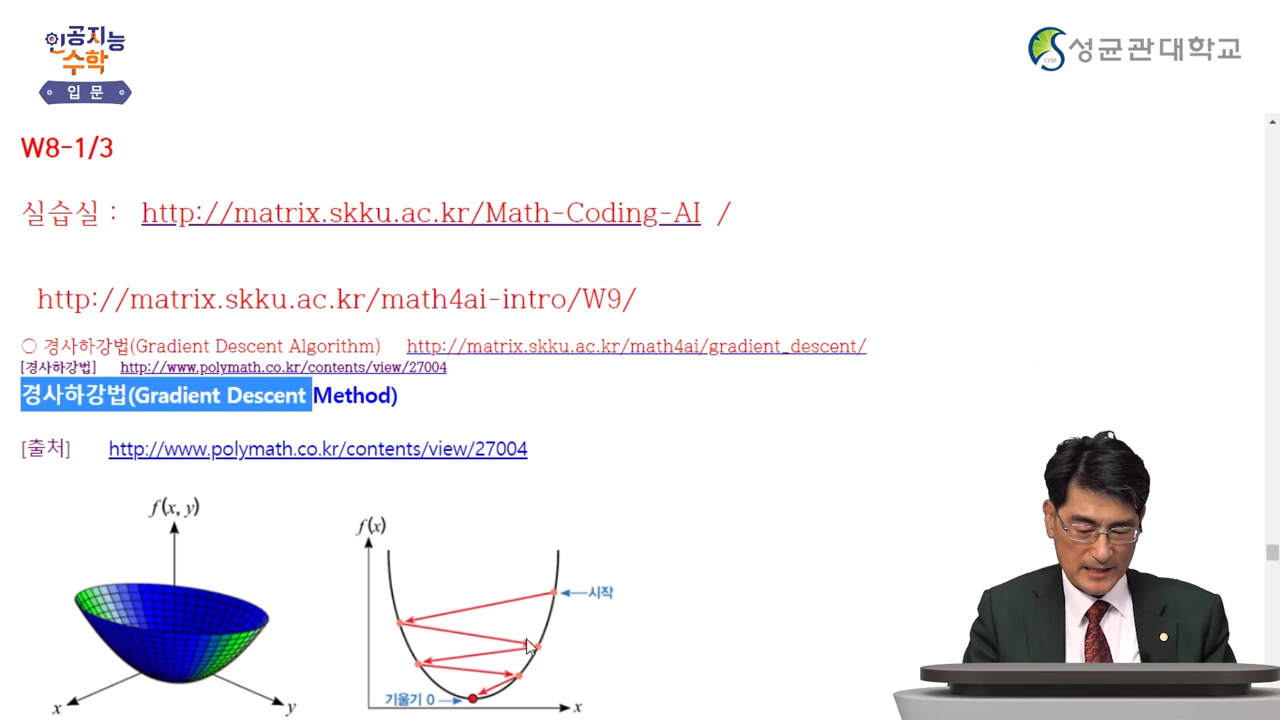 인공지능
수학
입문
1398
성균관대학교
W8-1/3
실습실 : http://matrix.skku.ac.kr/Math-Coding-AI /
http://matrix.skku.ac.kr/math4ai-intro/W9/
○ 경사하강법(Gradient Descent Algorithm) http://matrix.skku.ac.kr/math4ai/gradient_descent/
[경사하강법] http://www.polymath.co.kr/contents/view/27004
경사하강법(Gradient Descent Method)
[출처] http://www.polymath.co.kr/contents/view/27004
f(x, y)
x
y
f(x)
시작
기울기 0
x